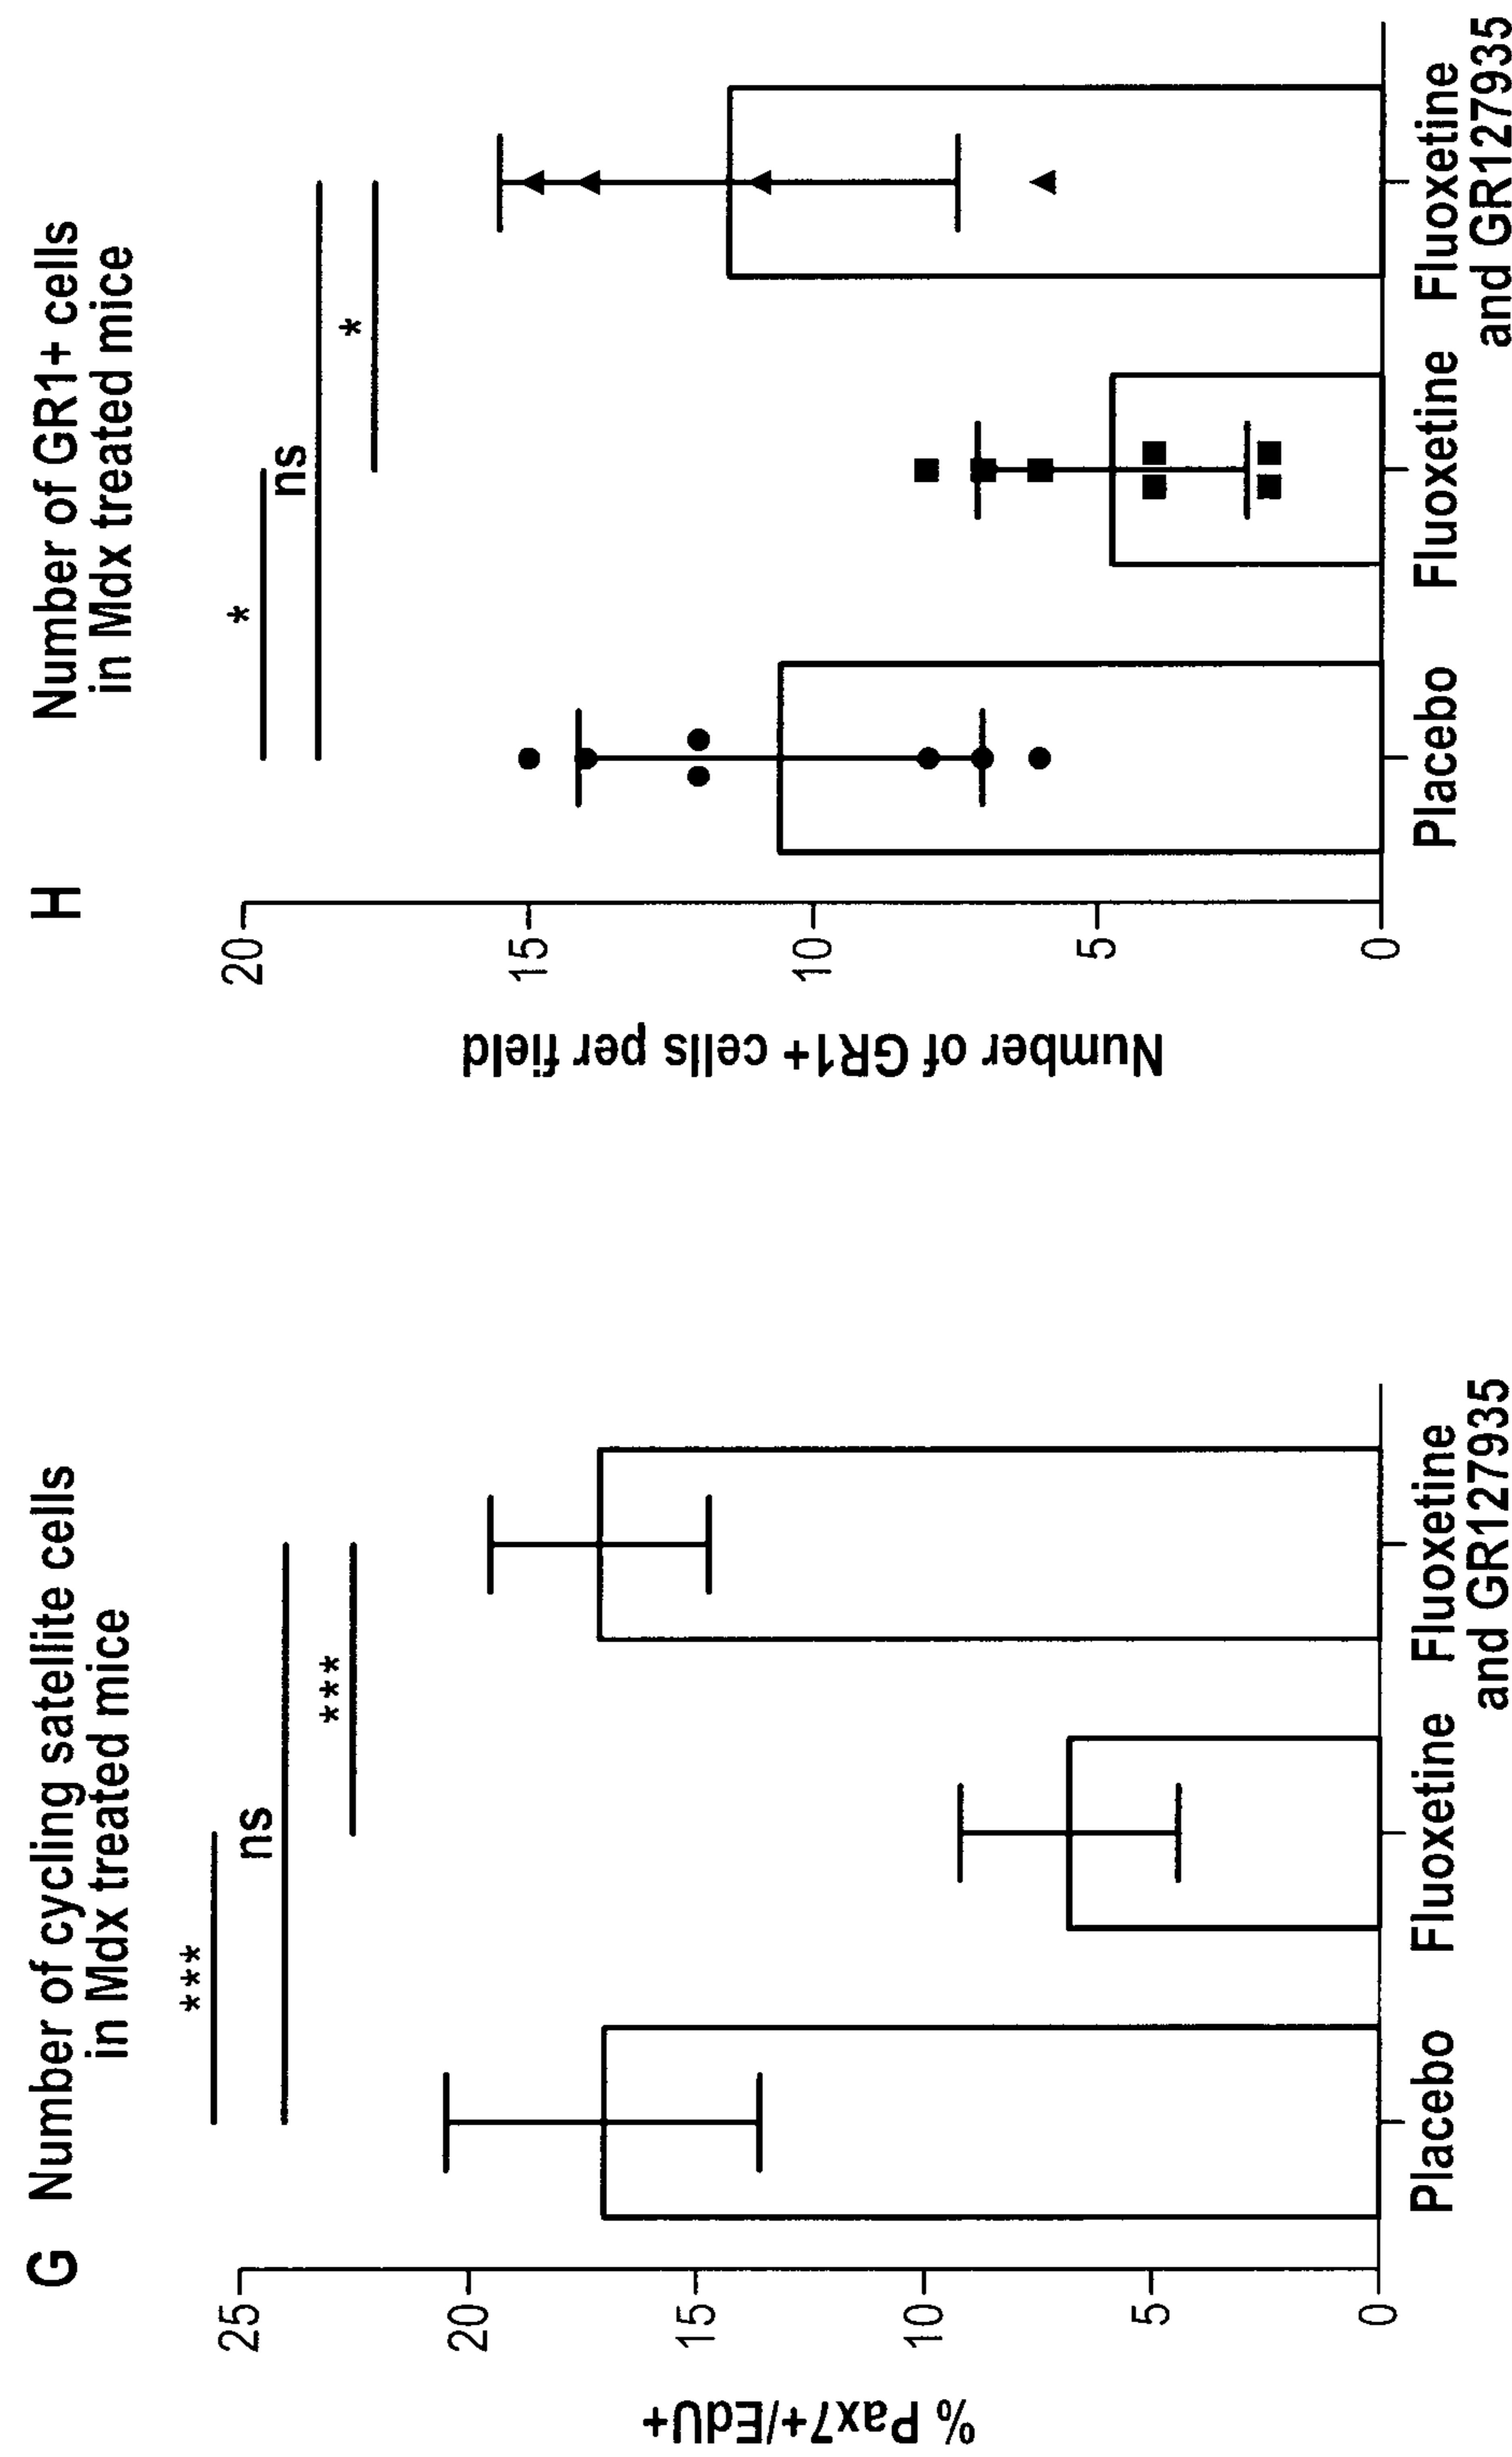 G Number of cycling satellite cells
in Mdx treated mice
***
ns
***
25
20
15
10
5
0
% Pax7+/EdU+
Placebo Fluoxetine Fluoxetine
and GR127935
H Number of GR1+ cells
in Mdx treated mice
*
ns
*
20
15
10
5
0
Number of GR1+ cells per field
Placebo Fluoxetine Fluoxetine
and GR127935